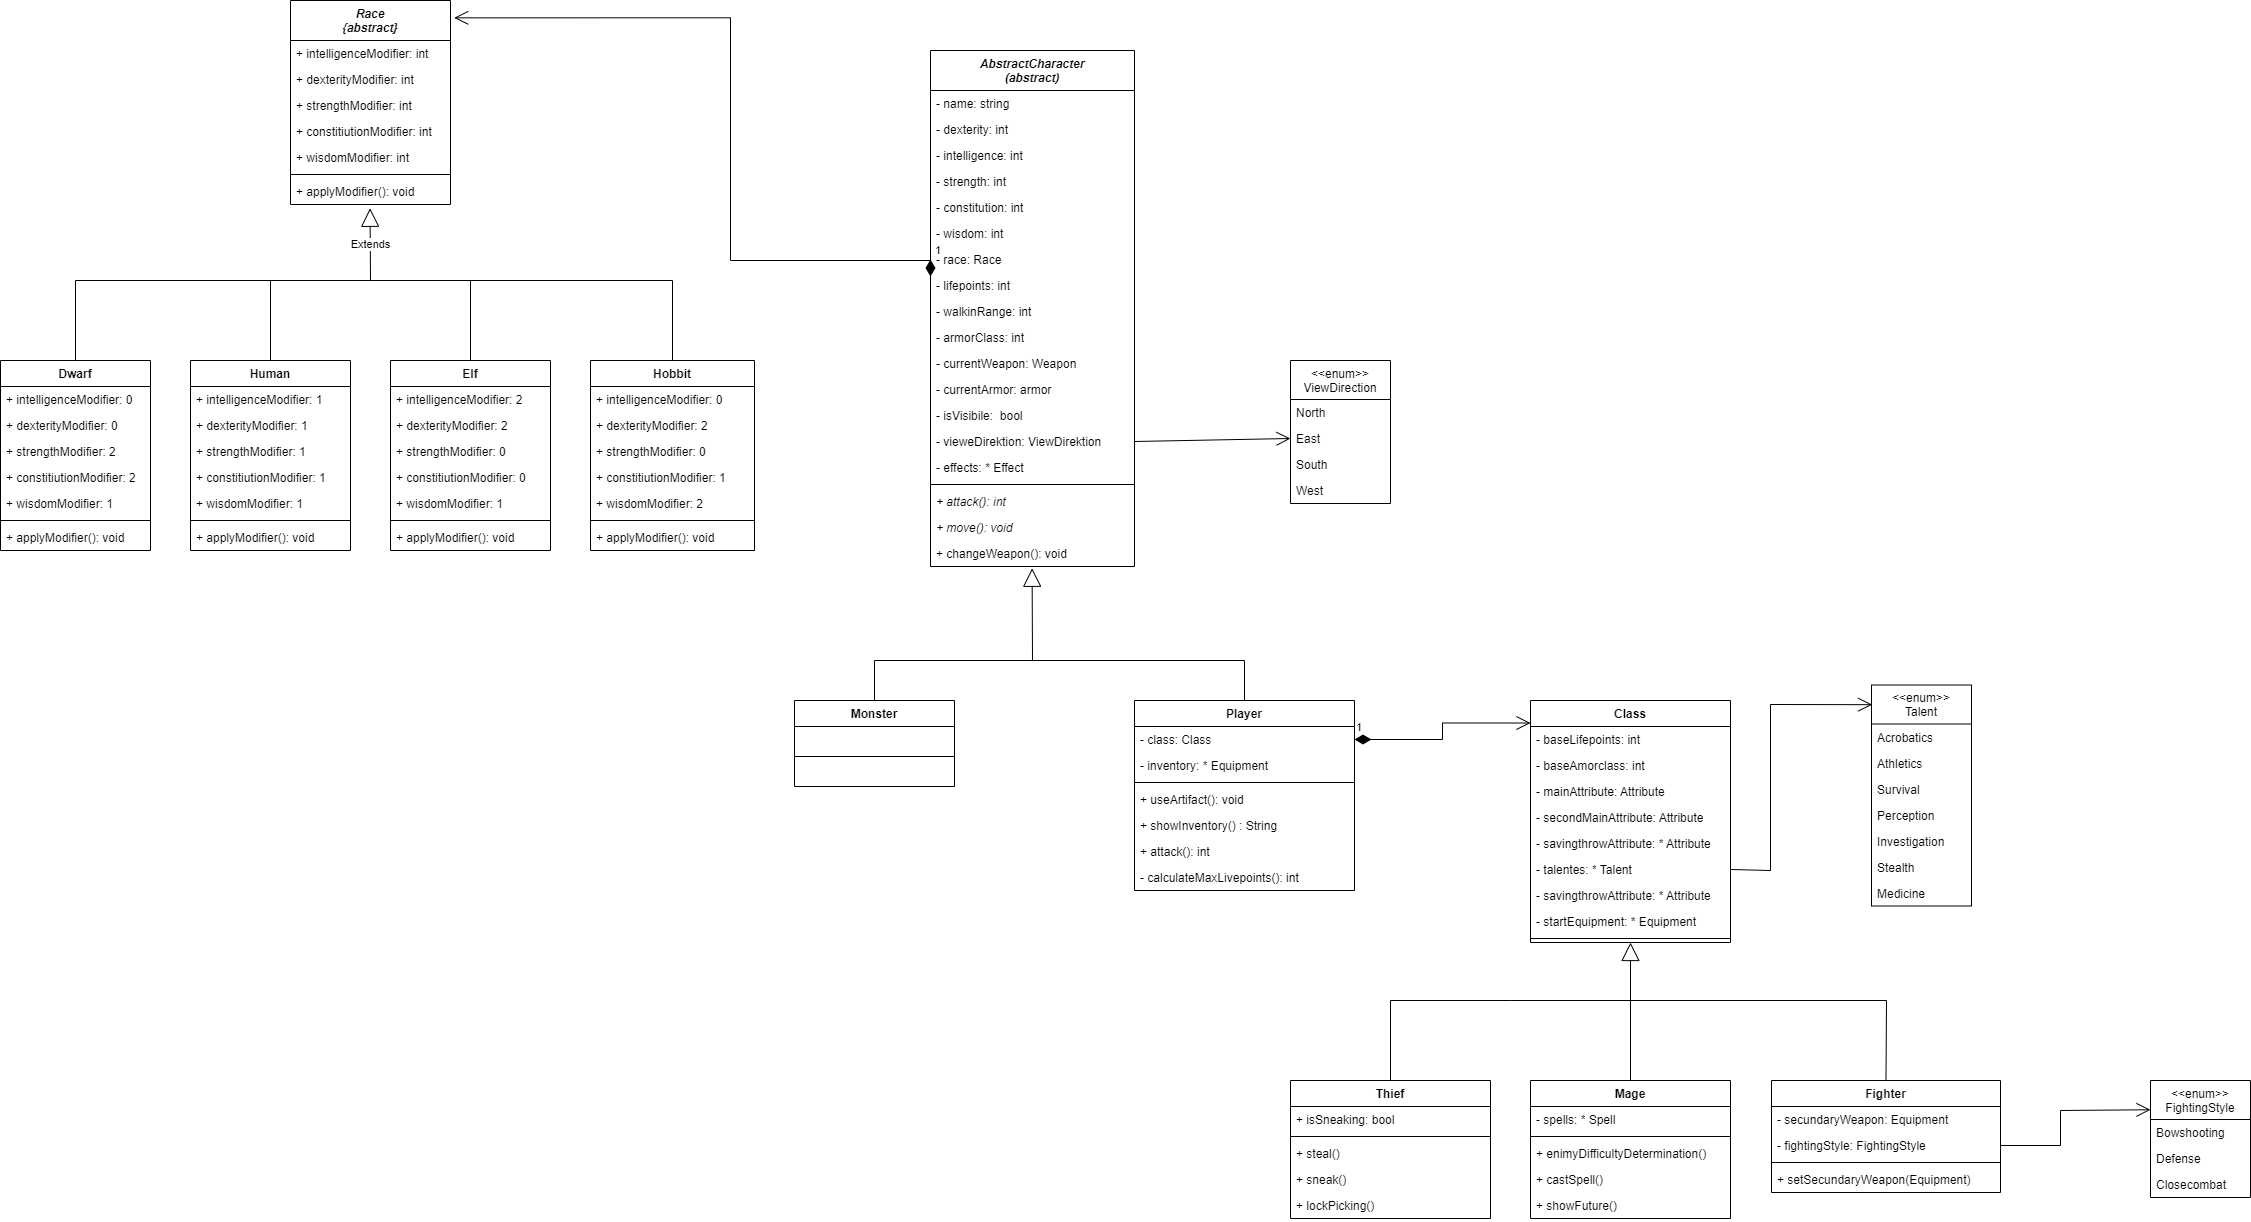 Race
{abstract}
+ intelligenceModifier: int
+ dexterityModifier: int
+ strengthModifier: int
+ constitiutionModifier: int
+ wisdomModifier: int
+ applyModifier(): void
Extends
Dwarf
+ intelligenceModifier: 0
+ dexterityModifier: 0
+ strengthModifier: 2
+ constitiutionModifier: 2
+ wisdomModifier: 1
+ applyModifier(): void
Human
+ intelligenceModifier: 1
+ dexterityModifier: 1
+ strengthModifier: 1
+ constitiutionModifier: 1
+ wisdomModifier: 1
+ applyModifier(): void
Elf
+ intelligenceModifier: 2
+ dexterityModifier: 2
+ strengthModifier: 0
+ constitiutionModifier: 0
+ wisdomModifier: 1
+ applyModifier(): void
Hobbit
+ intelligenceModifier: 0
+ dexterityModifier: 2
+ strengthModifier: 0
+ constitiutionModifier: 1
+ wisdomModifier: 2
+ applyModifier(): void
AbstractCharacter
(abstract)
- name: string
- dexterity: int
- intelligence: int
- strength: int
- constitution: int
- wisdom: int
1
- race: Race
- lifepoints: int
- walkinRange: int
- armorClass: int
- currentWeapon: Weapon
- currentArmor: armor
- isVisibile:  bool
- vieweDirektion: ViewDirektion
- effects: * Effect
+ attack(): int
+ move(): void
+ changeWeapon(): void
<<enum>>
ViewDirection
North
East
South
West
Monster
Player
- class: Class
- inventory: * Equipment
+ useArtifact(): void
+ showInventory() : String
+ attack(): int
- calculateMaxLivepoints(): int
1
Class
- baseLifepoints: int
- baseAmorclass: int
- mainAttribute: Attribute
- secondMainAttribute: Attribute
- savingthrowAttribute: * Attribute
- talentes: * Talent
- savingthrowAttribute: * Attribute
- startEquipment: * Equipment
<<enum>>
Talent
Acrobatics
Athletics
Survival
Perception
Investigation
Stealth
Medicine
Thief
+ isSneaking: bool
+ steal()
+ sneak()
+ lockPicking()
Mage
- spells: * Spell
+ enimyDifficultyDetermination()
+ castSpell()
+ showFuture()
Fighter
- secundaryWeapon: Equipment
- fightingStyle: FightingStyle
+ setSecundaryWeapon(Equipment)
<<enum>>
FightingStyle
Bowshooting
Defense
Closecombat